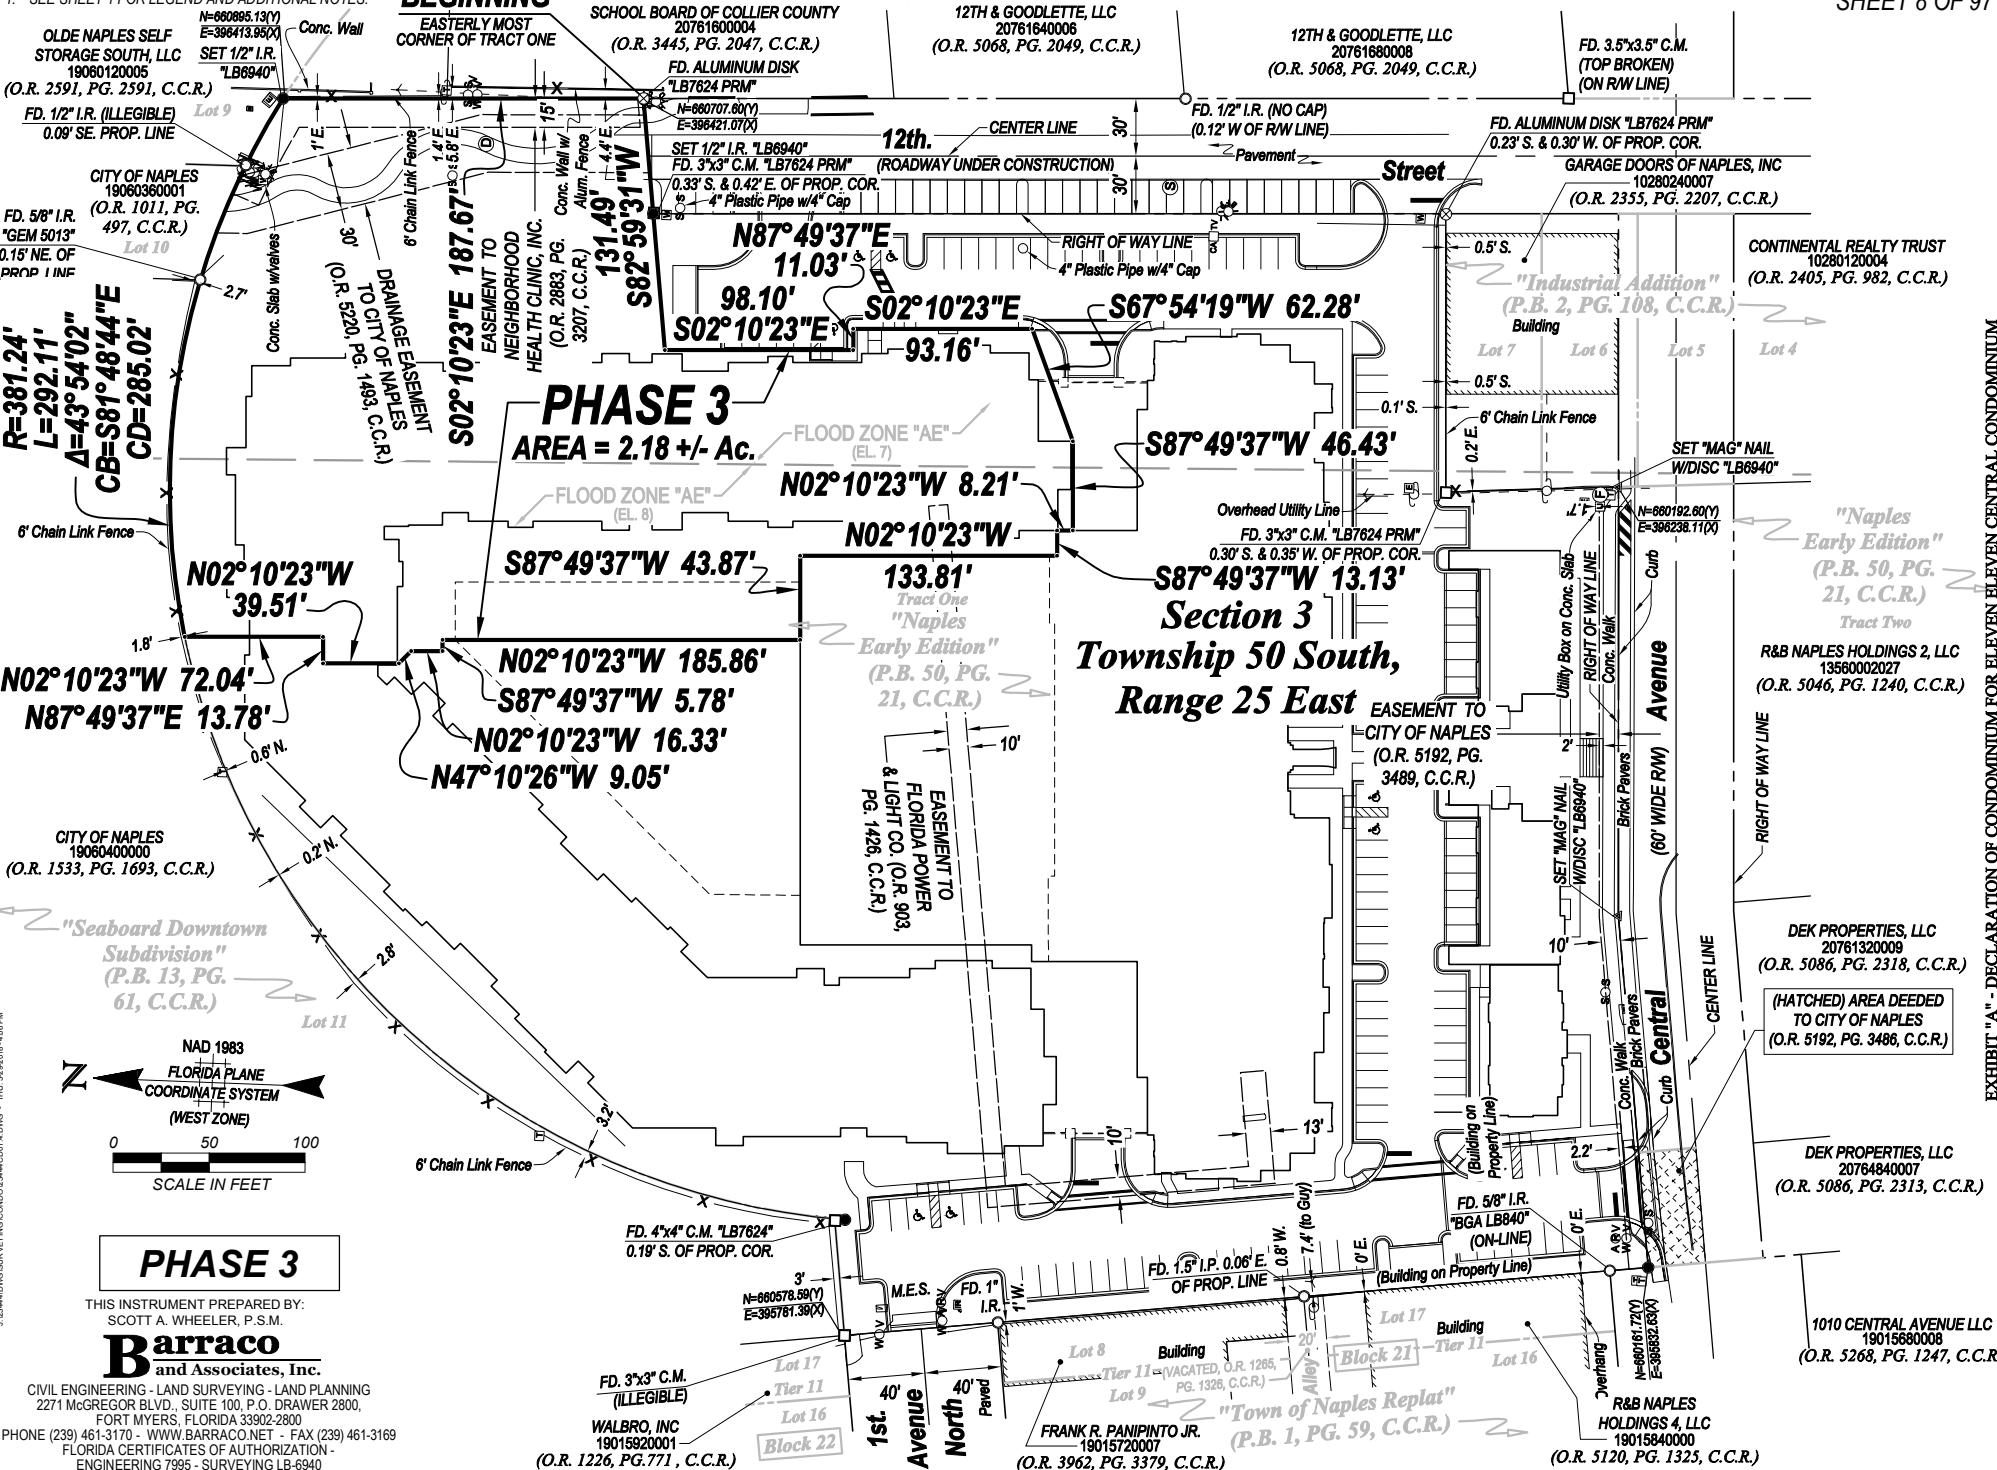 1. SEE SHEET 1 FOR LEGEND AND ADDITIONAL NOTES.
SHEET 6 OF 97
BEGINNING
EASTERLY MOST
CORNER OF TRACT ONE
N=660895.13(Y)
E=396413.95(X)
Conc. Wall
SET 1/2" I.R.
"LB6940"
OLDE NAPLES SELF
STORAGE SOUTH, LLC
19060120005
(O.R. 2591, PG. 2591, C.C.R.)
Lot 9
FD. 1/2" I.R. (ILLEGIBLE)
0.09' SE. PROP. LINE
CITY OF NAPLES
19060360001
(O.R. 1011, PG.
497, C.C.R.)
Lot 10
FD. 5/8" I.R.
"GEM 5013"
0.15' NE. OF
PROP. LINE
2.7'
SCHOOL BOARD OF COLLIER COUNTY
20761600004
(O.R. 3445, PG. 2047, C.C.R.)
FD. ALUMINUM DISK
"LB7624 PRM"
N=660707.60(Y)
E=396421.07(X)
12TH & GOODLETTE, LLC
20761640006
(O.R. 5068, PG. 2049, C.C.R.)
12TH & GOODLETTE, LLC
20761680008
(O.R. 5068, PG. 2049, C.C.R.)
FD. 3.5"x3.5" C.M.
(TOP BROKEN)
(ON R/W LINE)
FD. 1/2" I.R. (NO CAP)
(0.12' W OF R/W LINE)
FD. ALUMINUM DISK "LB7624 PRM"
0.23' S. & 0.30' W. OF PROP. COR.
GARAGE DOORS OF NAPLES, INC
10280240007
(O.R. 2355, PG. 2207, C.C.R.)
CONTINENTAL REALTY TRUST
10280120004
(O.R. 2405, PG. 982, C.C.R.)
12th.
CENTER LINE
30'
30'
(ROADWAY UNDER CONSTRUCTION)
Pavement
Street
SET 1/2" I.R. "LB6940"
FD. 3"x3" C.M. "LB7624 PRM"
0.33' S. & 0.42' E. OF PROP. COR.
4" Plastic Pipe w/4" Cap
RIGHT OF WAY LINE
4" Plastic Pipe w/4" Cap
CATV
1' E.
1.4' E.
5.8' E.
15'
4.4' E.
30'
6' Chain Link Fence
Conc. Slab w/valves
DRAINAGE EASEMENT
TO CITY OF NAPLES
(O.R. 5220, PG. 1493, C.C.R.)
S02°10'23"E 187.67'
EASEMENT TO
NEIGHBORHOOD
HEALTH CLINIC, INC.
(O.R. 2883, PG.
3207, C.C.R.)
Conc. Wall w/
Alum. Fence
131.49'
S82°59'31"W
N87°49'37"E
11.03'
98.10'
S02°10'23"E
S02°10'23"E
93.16'
S67°54'19"W 62.28'
"Industrial Addition"
(P.B. 2, PG. 108, C.C.R.)
Building
Lot 7
Lot 6
Lot 5
Lot 4
0.5' S.
0.5' S.
0.1' S.
0.2' E.
6' Chain Link Fence
R=381.24'
L=292.11'
Δ=43°54'02"
CB=S81°48'44"E
CD=285.02'
PHASE 3
AREA = 2.18 +/- Ac.
FLOOD ZONE "AE"
(EL. 7)
FLOOD ZONE "AE"
(EL. 8)
S87°49'37"W 46.43'
N02°10'23"W 8.21'
N02°10'23"W
133.81'
S87°49'37"W 43.87'
S87°49'37"W 13.13'
Overhead Utility Line
FD. 3"x3" C.M. "LB7624 PRM"
0.30' S. & 0.35' W. OF PROP. COR.
SET "MAG" NAIL
W/DISC "LB6940"
1.7'
N=660192.60(Y)
E=396238.11(X)
"Naples
Early Edition"
(P.B. 50, PG.
21, C.C.R.)
Tract Two
R&B NAPLES HOLDINGS 2, LLC
13560002027
(O.R. 5046, PG. 1240, C.C.R.)
6' Chain Link Fence
N02°10'23"W
39.51'
1.8'
N02°10'23"W 72.04'
N87°49'37"E 13.78'
N02°10'23"W 185.86'
S87°49'37"W 5.78'
N02°10'23"W 16.33'
N47°10'26"W 9.05'
Tract One
"Naples
Early Edition"
(P.B. 50, PG.
21, C.C.R.)
Section 3
Township 50 South,
Range 25 East
EASEMENT TO
CITY OF NAPLES
(O.R. 5192, PG.
3489, C.C.R.)
2'
10'
EASEMENT TO
FLORIDA POWER
& LIGHT CO. (O.R. 903,
PG. 1426, C.C.R.)
Utility Box on Conc. Slab
RIGHT OF WAY LINE
Conc. Walk
Curb
Avenue
(60' WIDE R/W)
Brick Pavers
SET "MAG" NAIL
W/DISC "LB6940"
RIGHT OF WAY LINE
0.6' N.
0.2' N.
CITY OF NAPLES
19060400000
(O.R. 1533, PG. 1693, C.C.R.)
"Seaboard Downtown
Subdivision"
(P.B. 13, PG.
61, C.C.R.)
Lot 11
2.8'
10'
Central
CENTER LINE
Conc. Walk
Brick Pavers
Curb
DEK PROPERTIES, LLC
20761320009
(O.R. 5086, PG. 2318, C.C.R.)
(HATCHED) AREA DEEDED
TO CITY OF NAPLES
(O.R. 5192, PG. 3486, C.C.R.)
DEK PROPERTIES, LLC
20764840007
(O.R. 5086, PG. 2313, C.C.R.)
N
NAD 1983
FLORIDA PLANE
COORDINATE SYSTEM
(WEST ZONE)
0 50 100
SCALE IN FEET
3.2'
6' Chain Link Fence
10'
13'
(Building on
Property Line)
2.2'
FD. 4"x4" C.M. "LB7624"
0.19' S. OF PROP. COR.
3'
N=660578.59(Y)
E=395781.39(X)
M.E.S.
FD. 1"
I.R.
1' W.
FD. 1.5" I.P. 0.06' E.
OF PROP. LINE
0.8' W.
7.4' (to Guy)
0' E.
(Building on Property Line)
FD. 5/8" I.R.
"BGA LB840"
(ON-LINE)
0' E.
N=660161.72(Y)
E=395832.63(X)
FD. 3"x3" C.M.
(ILLEGIBLE)
Lot 17
Tier 11
Lot 16
Block 22
WALBRO, INC
19015920001
(O.R. 1226, PG.771 , C.C.R.)
1st.
Avenue
North
40'
40'
Paved
Lot 8
Building
Tier 11
(VACATED, O.R. 1265,
PG. 1326, C.C.R.)
Lot 9
20'
Alley
Lot 17
Block 21
Tier 11
Building
Lot 16
Overhang
"Town of Naples Replat"
(P.B. 1, PG. 59, C.C.R.)
FRANK R. PANIPINTO JR.
19015720007
(O.R. 3962, PG. 3379, C.C.R.)
R&B NAPLES
HOLDINGS 4, LLC
19015840000
(O.R. 5120, PG. 1325, C.C.R.)
1010 CENTRAL AVENUE LLC
19015680008
(O.R. 5268, PG. 1247, C.C.R
EXHIBIT "A" - DECLARATION OF CONDOMINIUM FOR ELEVEN ELEVEN CENTRAL CONDOMINIUM
PHASE 3
THIS INSTRUMENT PREPARED BY:
SCOTT A. WHEELER, P.S.M.
Barraco
and Associates, Inc.
CIVIL ENGINEERING - LAND SURVEYING - LAND PLANNING
2271 McGREGOR BLVD., SUITE 100, P.O. DRAWER 2800,
FORT MYERS, FLORIDA 33902-2800
PHONE (239) 461-3170 - WWW.BARRACO.NET - FAX (239) 461-3169
FLORIDA CERTIFICATES OF AUTHORIZATION -
ENGINEERING 7995 - SURVEYING LB-6940